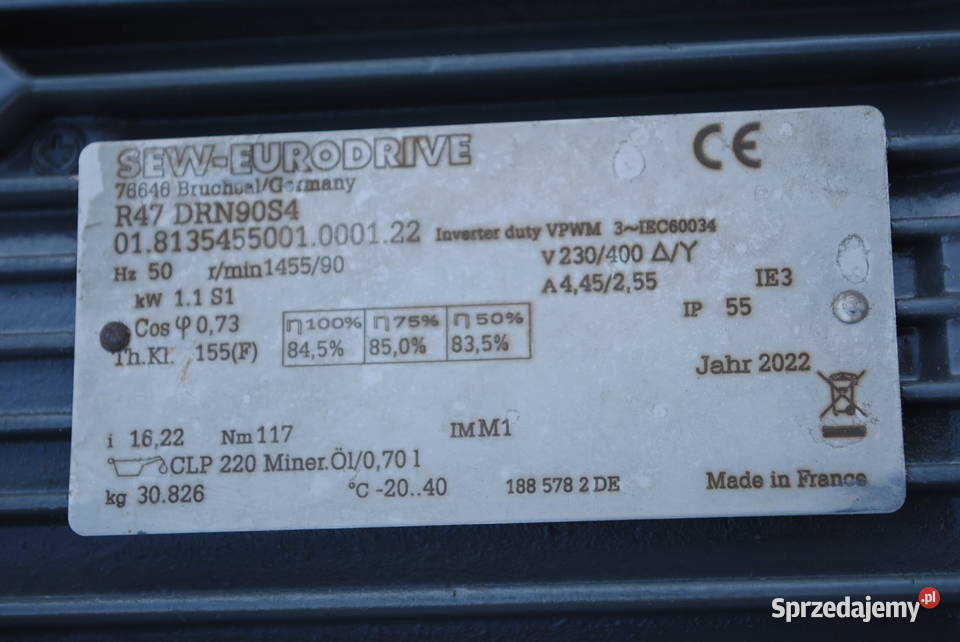 SEW-EURODRIVE CE
76646 Bruchsal/Germany
R47 DRN90S4
01.8135455001.0001.22 Inverter duty VPWM 3~IEC60034
Hz 50 r/min 1455/90 V 230/400 Δ/Y
kW 1.1 S1 A 4,45/2,55 IE3
Cos φ 0,73 η 100% η 75% η 50% IP 55
Th.Kl. 155(F) 84,5% 85,0% 83,5%
Jahr 2022
i 16,22 Nm 117 IM M1
CLP 220 Miner.Öl/0,70 l
kg 30.826 °C -20..40 188 578 2 DE Made in France
Sprzedajemy.pl